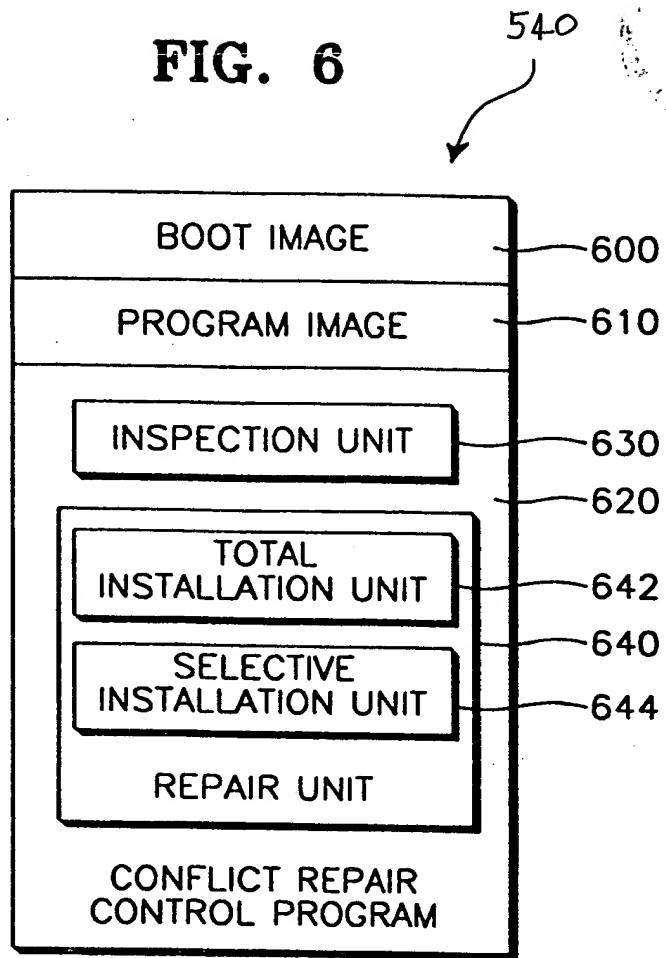 FIG. 6
540
BOOT IMAGE
600
PROGRAM IMAGE
610
INSPECTION UNIT
630
620
TOTAL
INSTALLATION UNIT
642
640
SELECTIVE
INSTALLATION UNIT
644
REPAIR UNIT
CONFLICT REPAIR
CONTROL PROGRAM